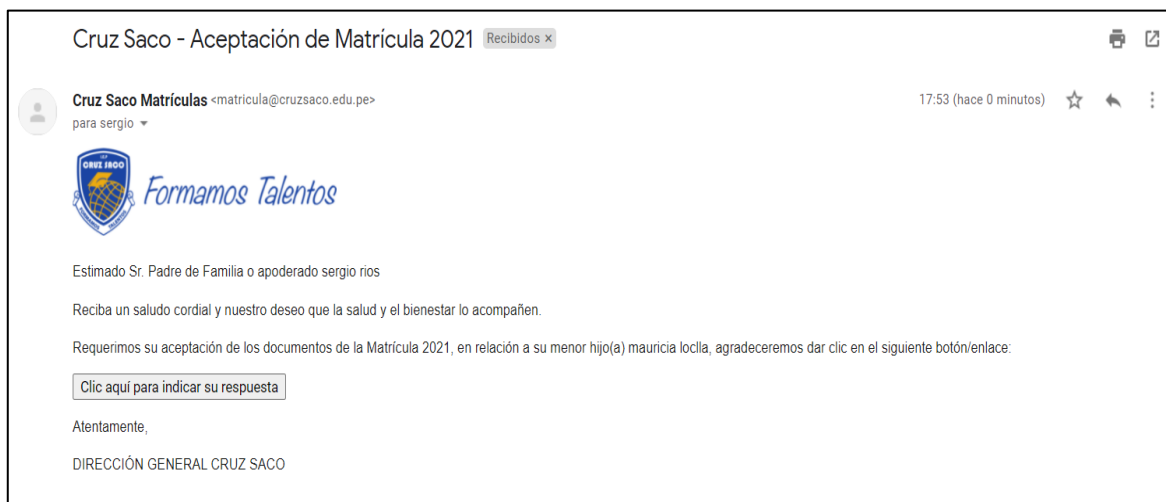 Cruz Saco - Aceptación de Matrícula 2021 Recibidos ×
Cruz Saco Matrículas <matricula@cruzsaco.edu.pe> 17:53 (hace 0 minutos)
para sergio
CRUZ SACO
FORMAMOS TALENTOS
Formamos Talentos
Estimado Sr. Padre de Familia o apoderado sergio rios
Reciba un saludo cordial y nuestro deseo que la salud y el bienestar lo acompañen.
Requerimos su aceptación de los documentos de la Matrícula 2021, en relación a su menor hijo(a) mauricia loclla, agradeceremos dar clic en el siguiente botón/enlace:
Clic aquí para indicar su respuesta
Atentamente,
DIRECCIÓN GENERAL CRUZ SACO